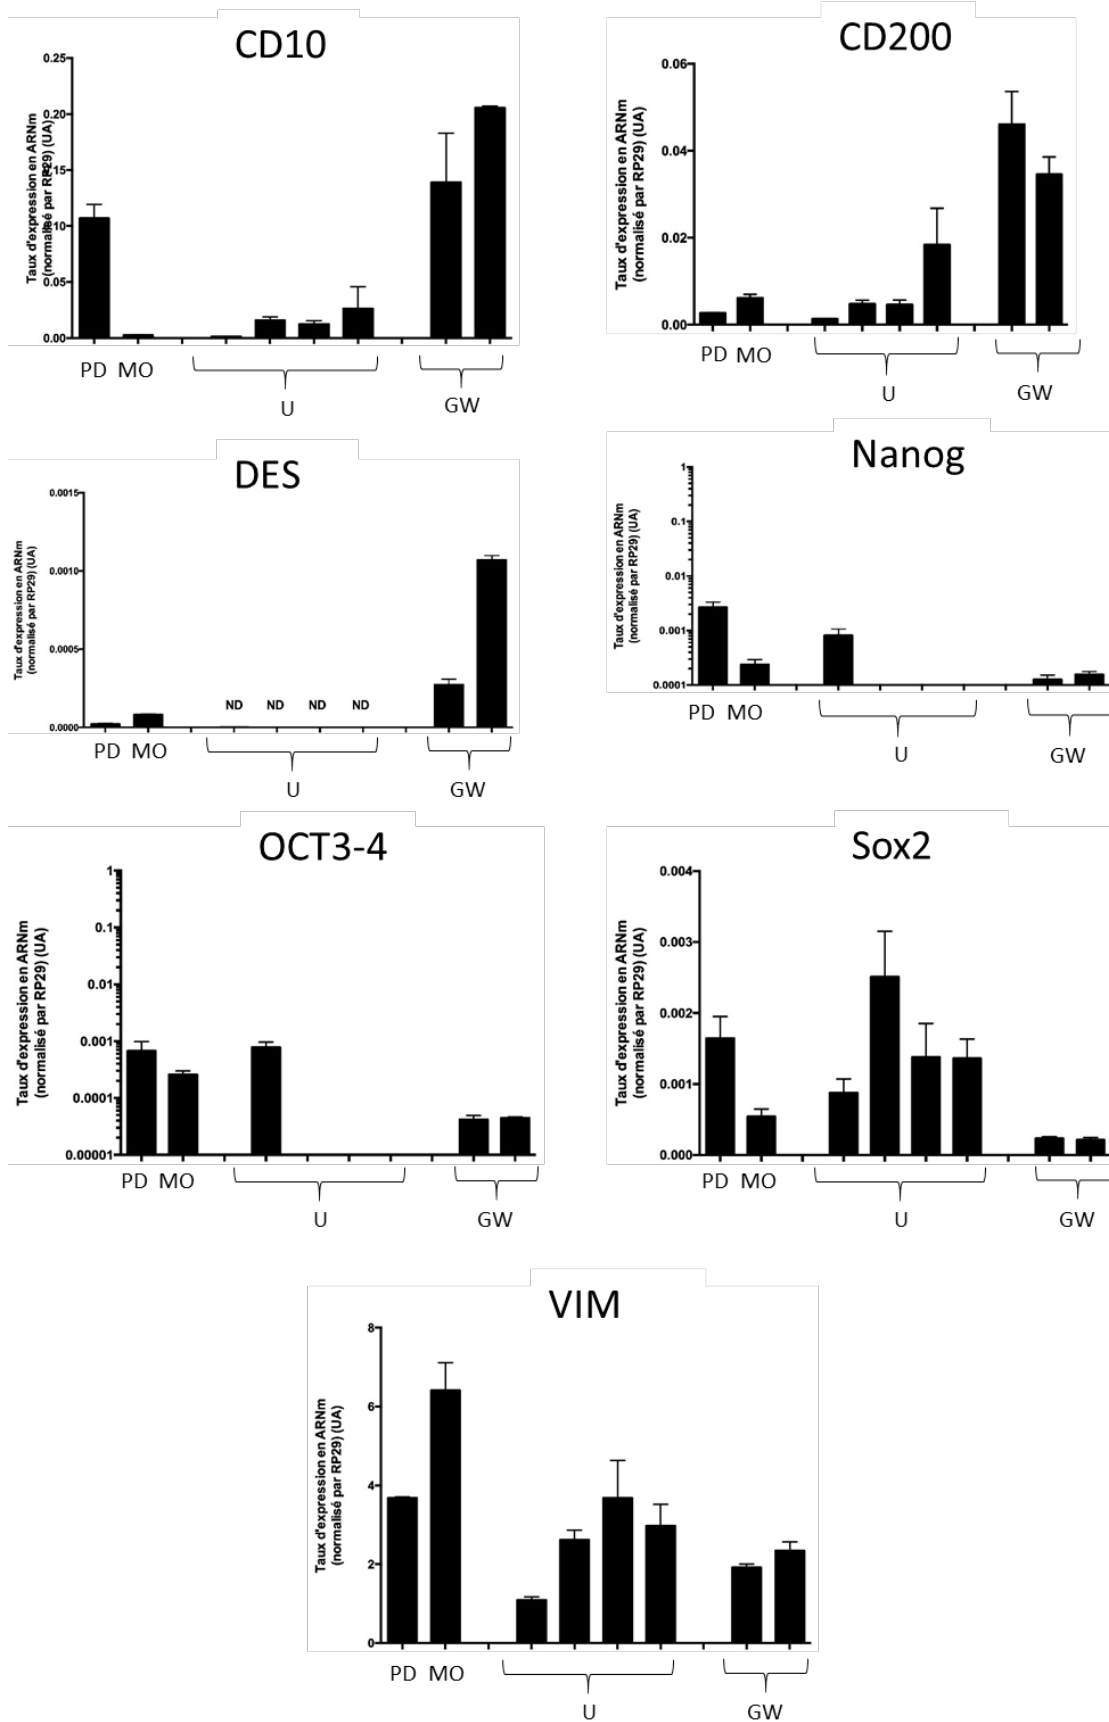 CD10
Taux d'expression en ARNm
(normalisé par RP29) (UA)
0.25
0.20
0.15
0.10
0.05
0.00
PD MO
U
GW
CD200
Taux d'expression en ARNm
(normalisé par RP29) (UA)
0.06
0.04
0.02
0.00
PD MO
U
GW
DES
Taux d'expression en ARNm
(normalisé par RP29) (UA)
0.0015
0.0010
0.0005
0.0000
ND ND ND ND
PD MO
U
GW
Nanog
Taux d'expression en ARNm
(normalisé par RP29) (UA)
1
0.1
0.01
0.001
0.0001
PD MO
U
GW
OCT3-4
Taux d'expression en ARNm
(normalisé par RP29) (UA)
1
0.1
0.01
0.001
0.0001
0.00001
PD MO
U
GW
Sox2
Taux d'expression en ARNm
(normalisé par RP29) (UA)
0.004
0.003
0.002
0.001
0.000
PD MO
U
GW
VIM
Taux d'expression en ARNm
(normalisé par RP29) (UA)
8
6
4
2
0
PD MO
U
GW